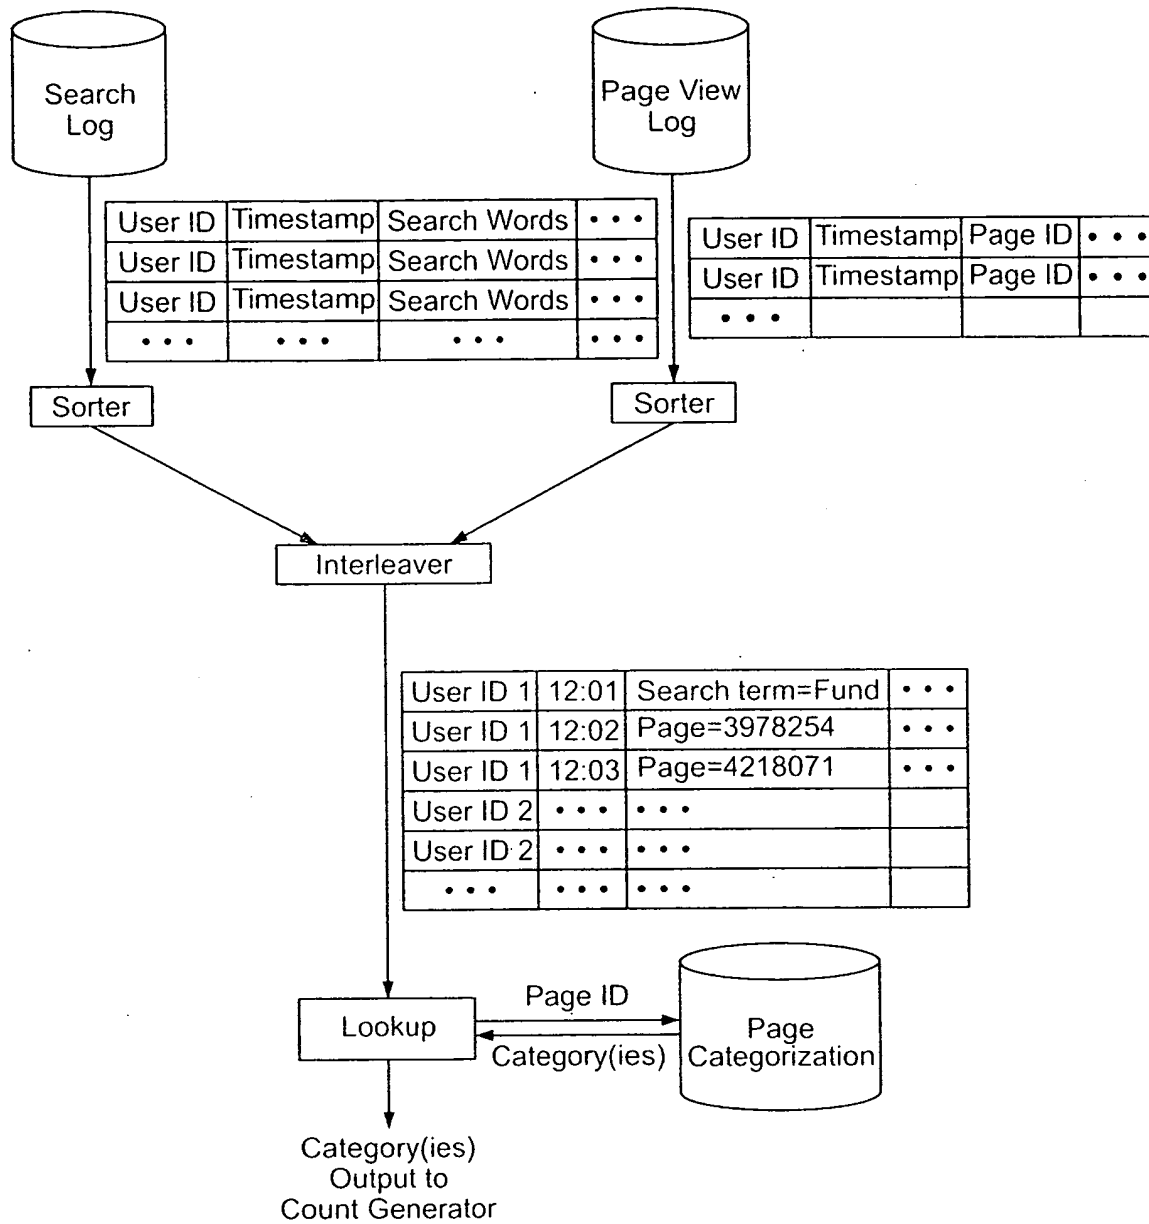 Search
Log
Page View
Log
User ID Timestamp Search Words • • •
User ID Timestamp Search Words • • •
User ID Timestamp Search Words • • •
• • • • • • • • • • • •
User ID Timestamp Page ID • • •
User ID Timestamp Page ID • • •
• • •
Sorter
Sorter
Interleaver
User ID 1 12:01 Search term=Fund • • •
User ID 1 12:02 Page=3978254 • • •
User ID 1 12:03 Page=4218071 • • •
User ID 2 • • • • • •
User ID 2 • • • • • •
• • • • • • • • •
Lookup
Page ID
Category(ies)
Page
Categorization
Category(ies)
Output to
Count Generator